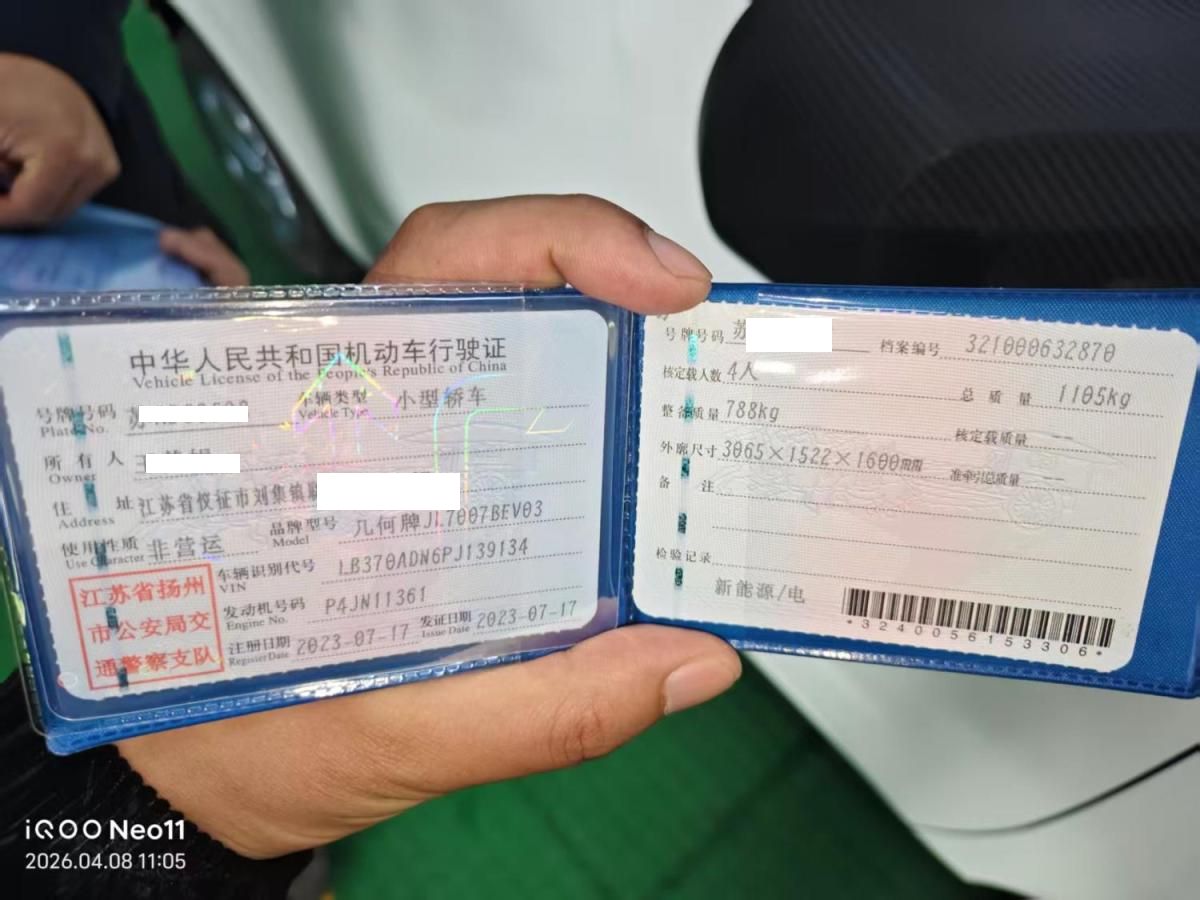 中华人民共和国机动车行驶证
Vehicle License of the People's Republic of China
号牌号码 苏
Plate No.
车辆类型 小型轿车
Vehicle Type
所有人
Owner
住址 江苏省仪征市刘集镇
Address
使用性质 非营运
Use Character
品牌型号 几何牌JL7007BEV03
Model
车辆识别代号 LB370ADN6PJ139134
VIN
发动机号码 P4JN11361
Engine No.
注册日期 2023-07-17
Register Date
发证日期 2023-07-17
Issue Date
江苏省扬州
市公安局交
通警察支队
号牌号码 苏
档案编号 321000632870
核定载人数 4人
总质量 1105kg
整备质量 788kg
核定载质量 --
外廓尺寸 3065×1522×1600mm
准牵引总质量 --
备注
检验记录
新能源/电
*3240056153306*
iQOO Neo11
2026.04.08 11:05